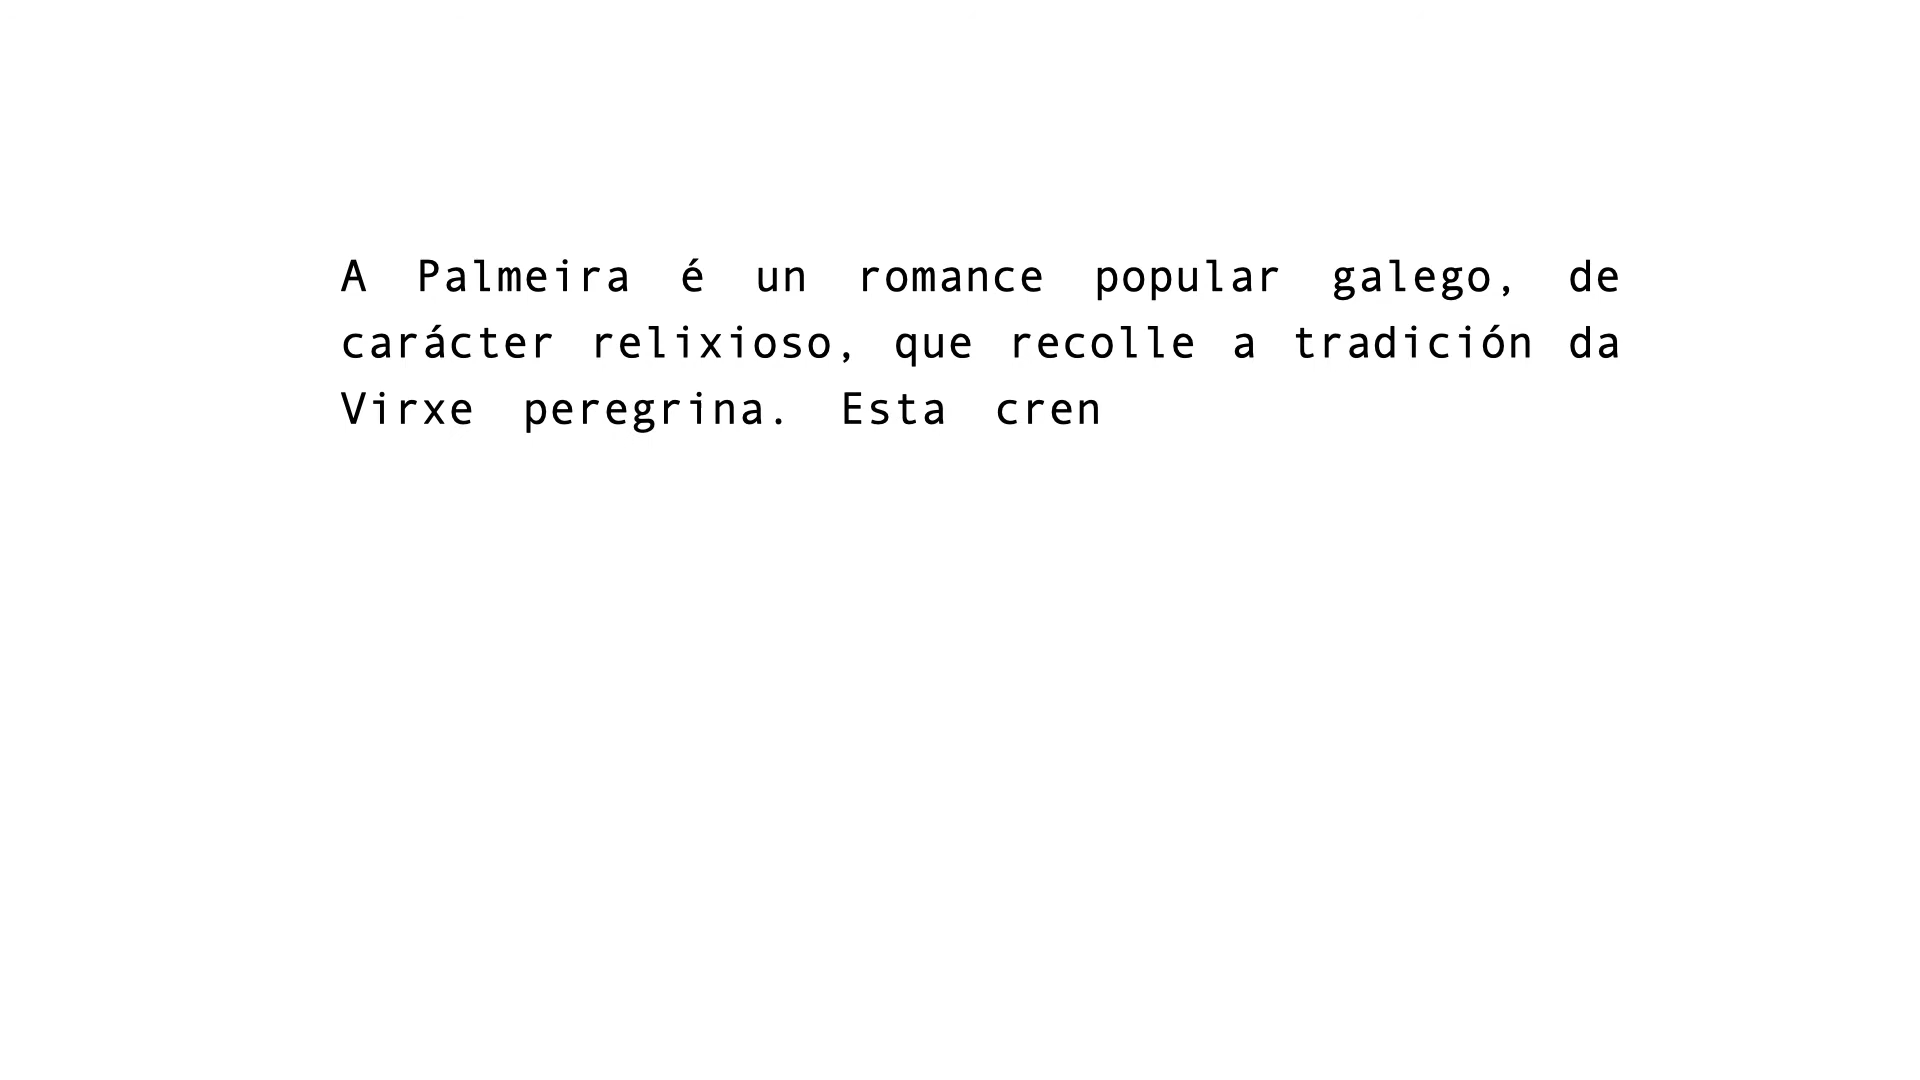 A Palmeira é un romance popular galego, de
carácter relixioso, que recolle a tradición da
Virxe peregrina. Esta cren